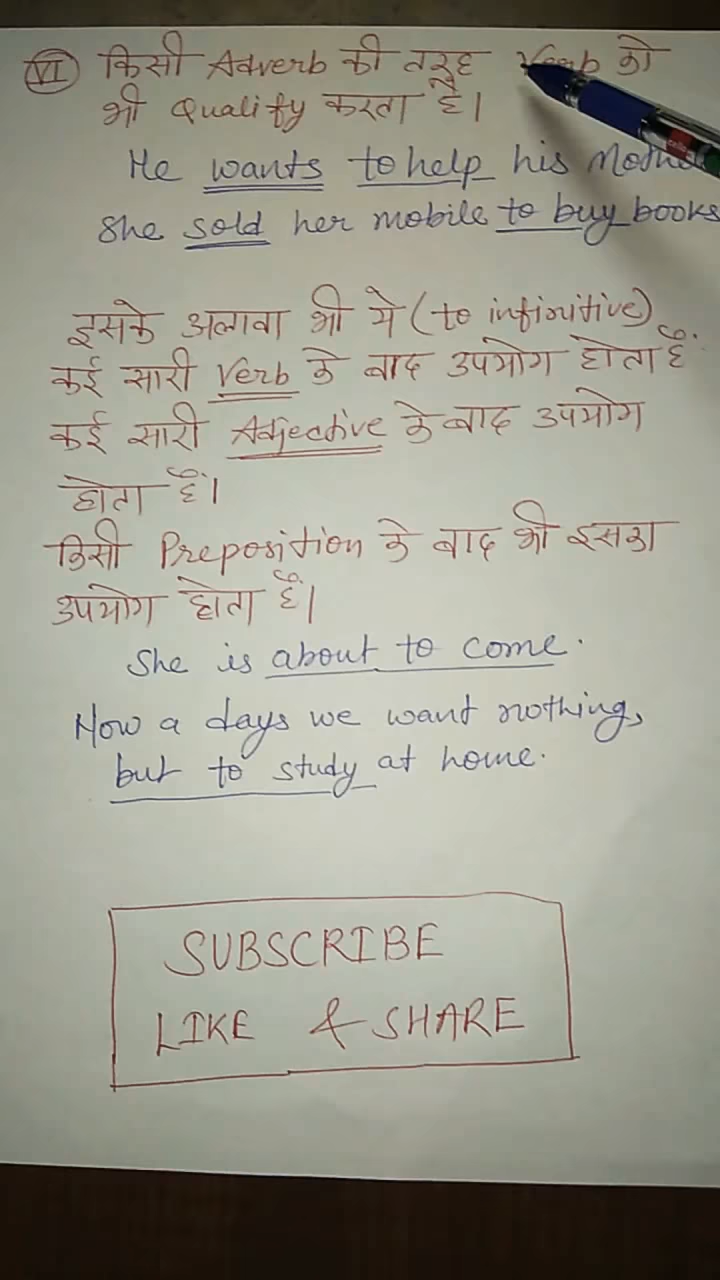 VI किसी Adverb की तरह Verb को
भी Qualify करता है।
He wants to help his
She sold her mobile to buy books
इसके अलावा भी ये (to infinitive)
कई सारी Verb के बाद उपयोग होता है
कई सारी Adjective के बाद उपयोग
होता है।
किसी Preposition के बाद भी इसका
उपयोग होता है।
She is about to come.
Now a days we want nothing,
but to study at home.
SUBSCRIBE
LIKE & SHARE
cello